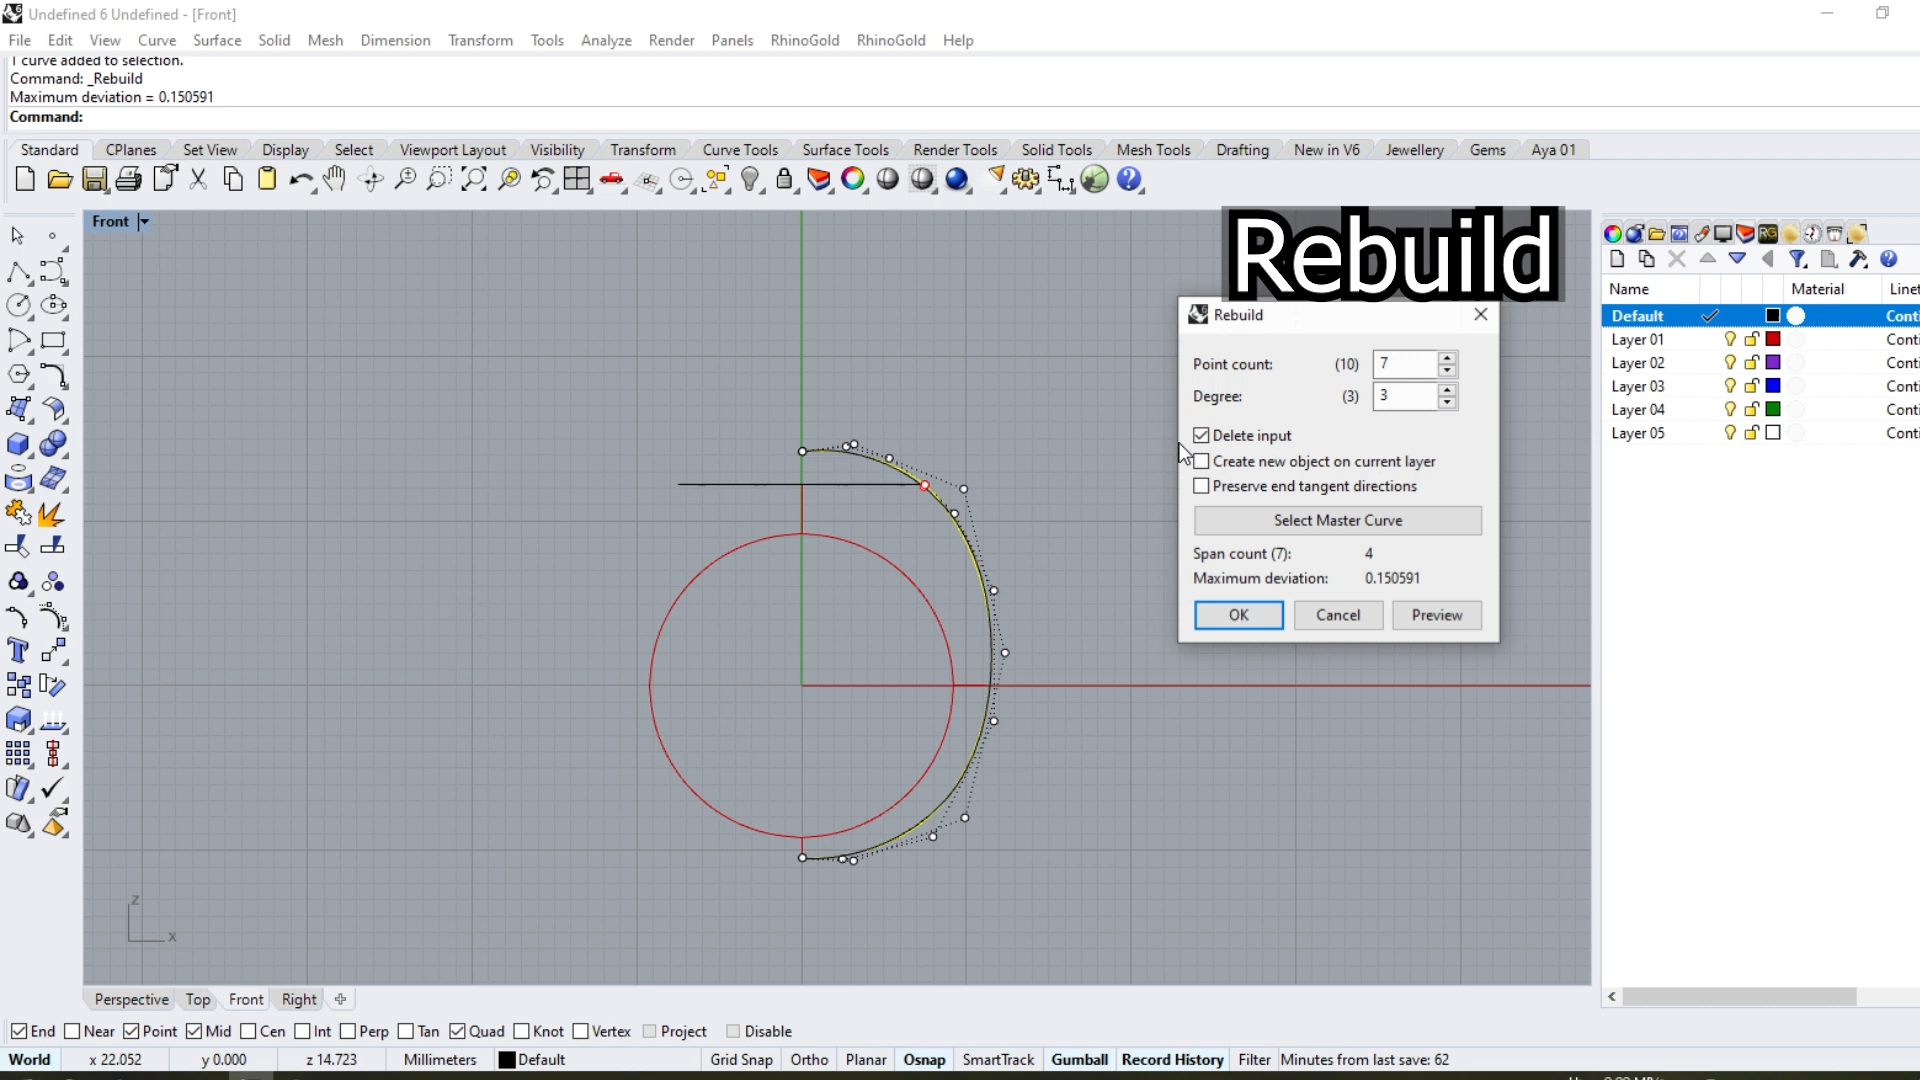 Undefined 6 Undefined - [Front]
File Edit View Curve Surface Solid Mesh Dimension Transform Tools Analyze Render Panels RhinoGold RhinoGold Help
1 curve added to selection.
Command: _Rebuild
Maximum deviation = 0.150591
Command:
Standard CPlanes Set View Display Select Viewport Layout Visibility Transform Curve Tools Surface Tools Render Tools Solid Tools Mesh Tools Drafting New in V6 Jewellery Gems Aya 01
Front
Rebuild
Rebuild
Point count: (10) 7
Degree: (3) 3
Delete input
Create new object on current layer
Preserve end tangent directions
Select Master Curve
Span count (7): 4
Maximum deviation: 0.150591
OK Cancel Preview
Name Material Linet
Default Conti
Layer 01 Conti
Layer 02 Conti
Layer 03 Conti
Layer 04 Conti
Layer 05 Conti
z
x
Perspective Top Front Right
End Near Point Mid Cen Int Perp Tan Quad Knot Vertex Project Disable
World x 22.052 y 0.000 z 14.723 Millimeters Default Grid Snap Ortho Planar Osnap SmartTrack Gumball Record History Filter Minutes from last save: 62